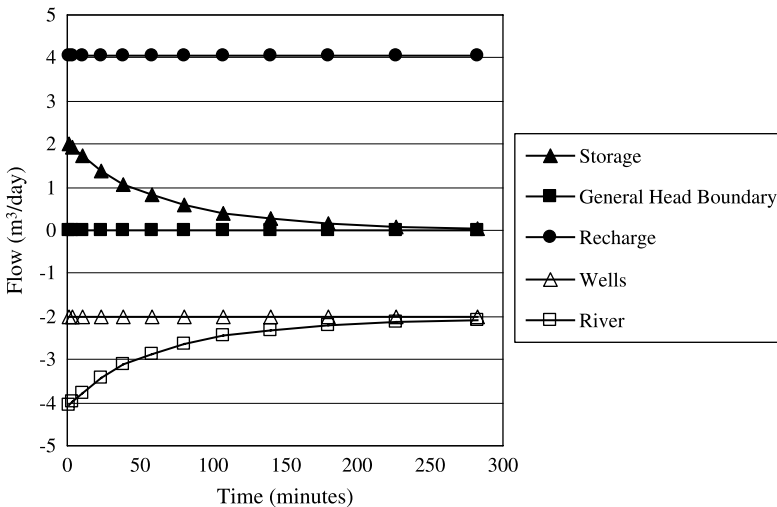 5
4
3
2
1
0
-1
-2
-3
-4
-5
Flow (m³/day)
0
50
100
150
200
250
300
Time (minutes)
Storage
General Head Boundary
Recharge
Wells
River